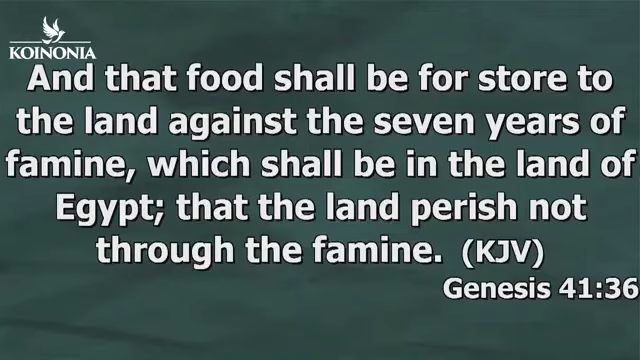 KOINONIA
And that food shall be for store to
the land against the seven years of
famine, which shall be in the land of
Egypt; that the land perish not
through the famine. (KJV)
Genesis 41:36